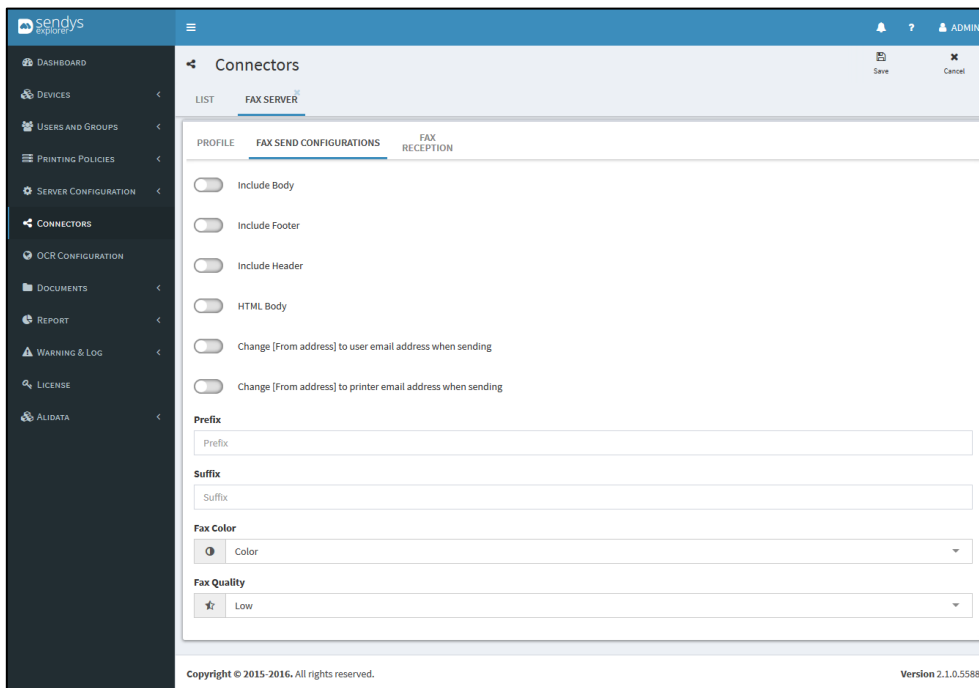 sendys
explorer
ADMIN
DASHBOARD
DEVICES
USERS AND GROUPS
PRINTING POLICIES
SERVER CONFIGURATION
CONNECTORS
OCR CONFIGURATION
DOCUMENTS
REPORT
WARNING & LOG
LICENSE
ALIDATA
Connectors
Save
Cancel
LIST
FAX SERVER
PROFILE
FAX SEND CONFIGURATIONS
FAX
RECEPTION
Include Body
Include Footer
Include Header
HTML Body
Change [From address] to user email address when sending
Change [From address] to printer email address when sending
Prefix
Prefix
Suffix
Suffix
Fax Color
Color
Fax Quality
Low
Copyright © 2015-2016. All rights reserved.
Version 2.1.0.5588